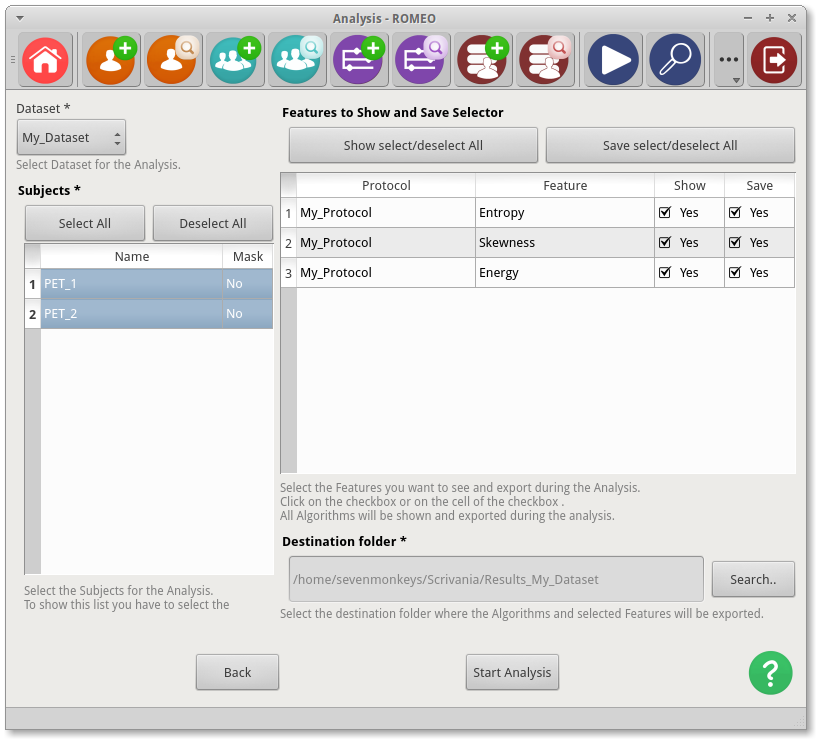 Analysis - ROMEO
Dataset *
My_Dataset
Select Dataset for the Analysis.
Subjects *
Select All Deselect All
Name Mask
1 PET_1 No
2 PET_2 No
Select the Subjects for the Analysis.
To show this list you have to select the
Features to Show and Save Selector
Show select/deselect All Save select/deselect All
Protocol Feature Show Save
1 My_Protocol Entropy Yes Yes
2 My_Protocol Skewness Yes Yes
3 My_Protocol Energy Yes Yes
Select the Features you want to see and export during the Analysis.
Click on the checkbox or on the cell of the checkbox .
All Algorithms will be shown and exported during the analysis.
Destination folder *
/home/sevenmonkeys/Scrivania/Results_My_Dataset Search..
Select the destination folder where the Algorithms and selected Features will be exported.
Back Start Analysis ?